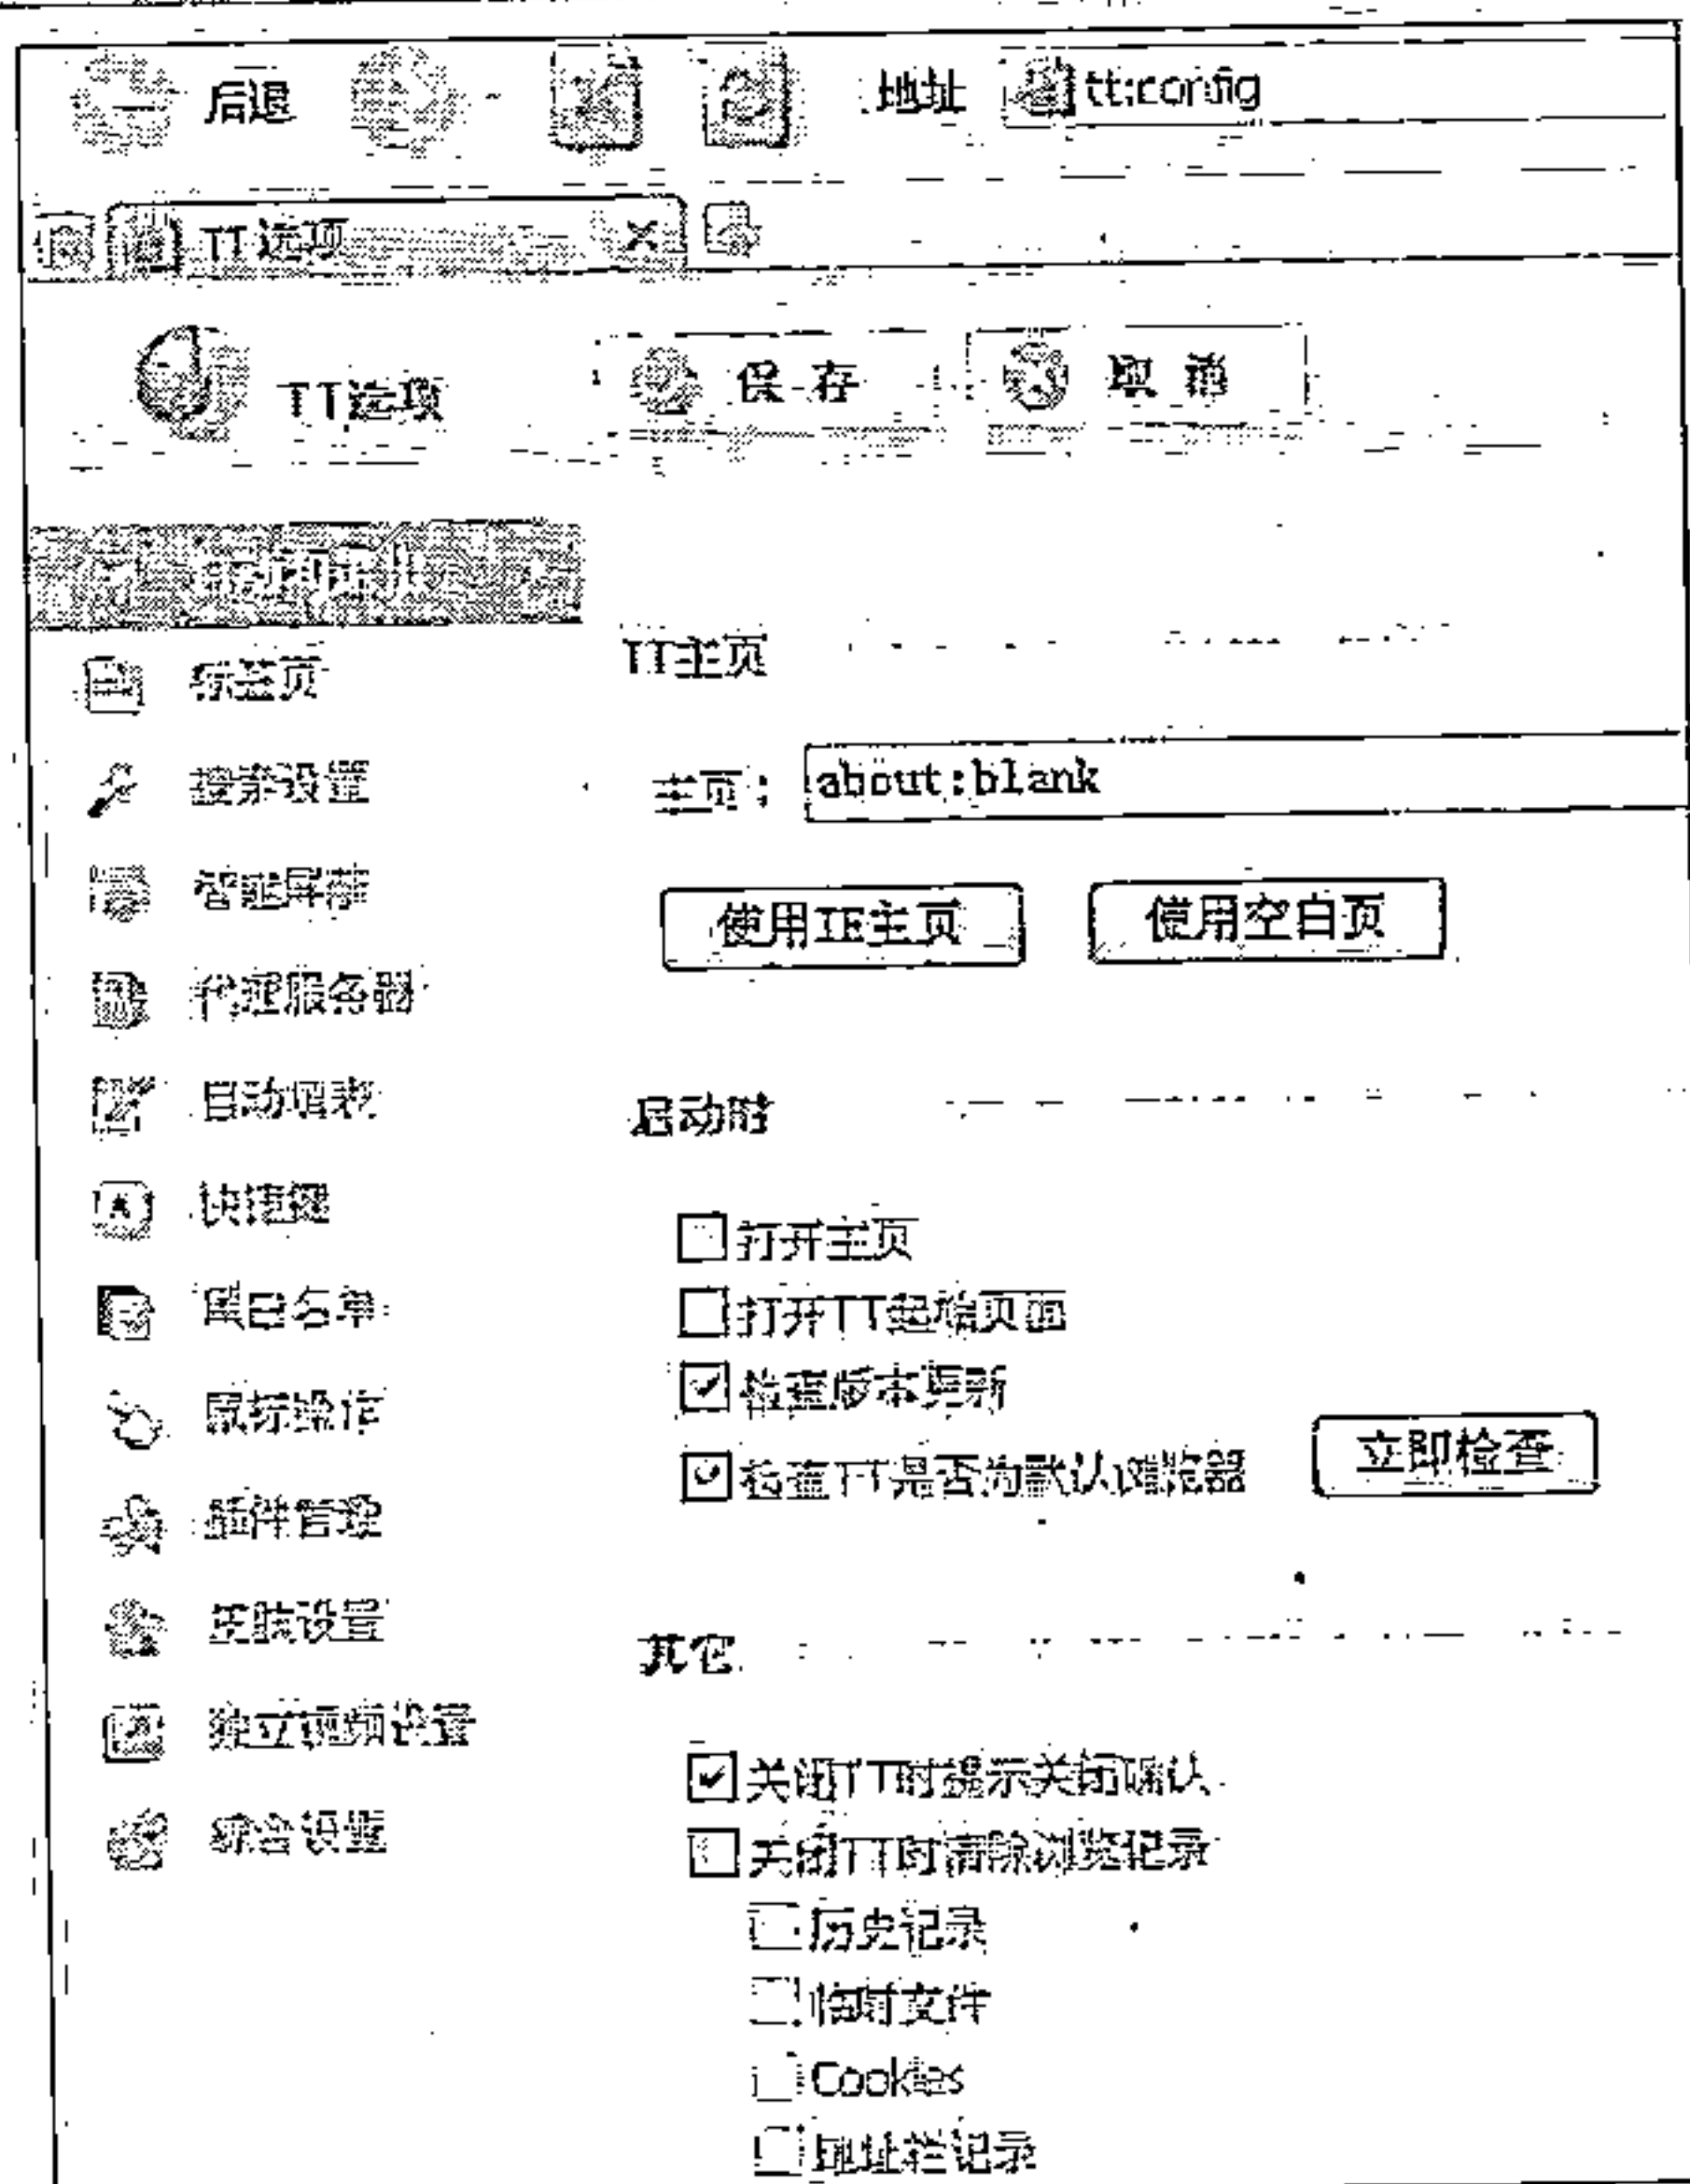 后退 地址 tt:config
TT选项
TT选项 保存 取消
标签页
搜索设置
智能屏蔽
代理服务器
自动填表
快捷键
黑白名单
鼠标操作
插件管理
皮肤设置
独立视频设置
综合设置
TT主页
主页: about:blank
使用IE主页 使用空白页
启动时
打开主页
打开TT起始页面
检查版本更新
检查TT是否为默认浏览器 立即检查
其它
关闭TT时提示关闭确认
关闭TT时清除浏览记录
历史记录
临时文件
Cookies
地址栏记录